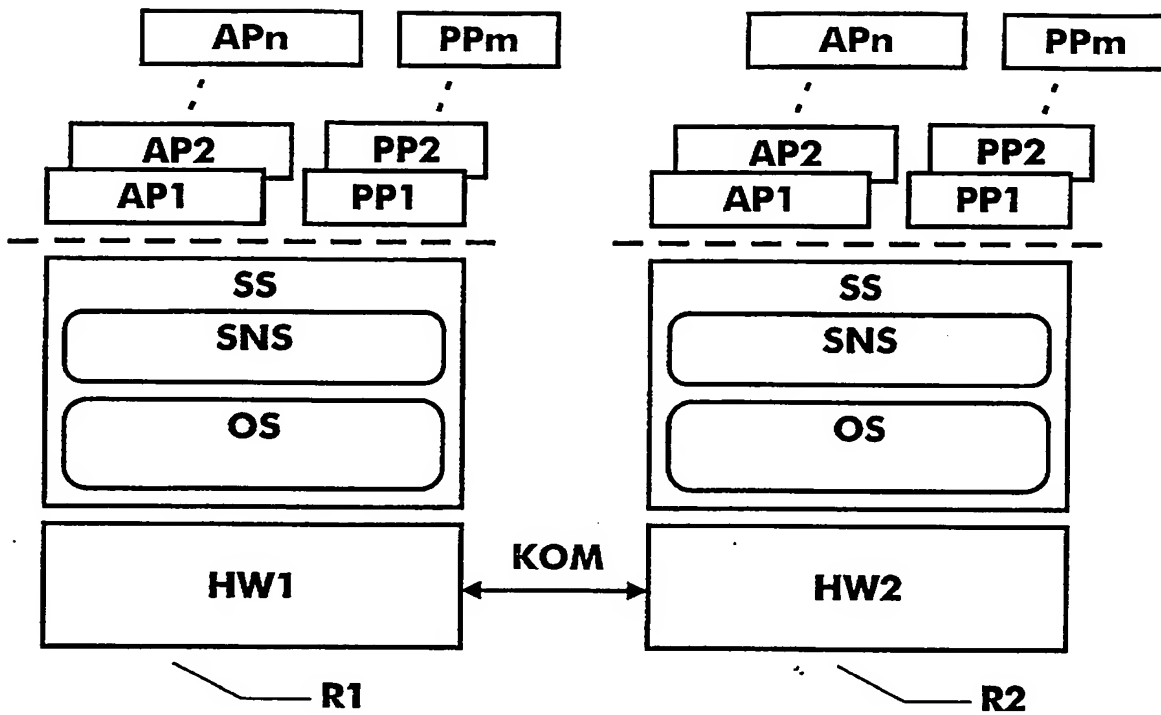 APn PPm APn PPm
AP2 PP2 AP2 PP2
AP1 PP1 AP1 PP1
SS SS
SNS SNS
OS OS
KOM
HW1 HW2
R1 R2